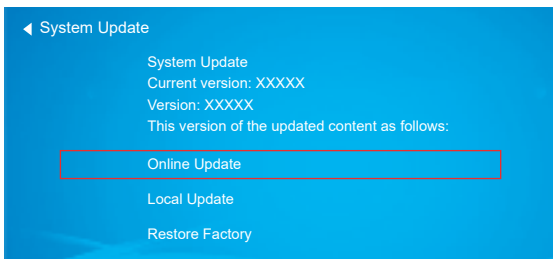 System Update
System Update
Current version: XXXXX
Version: XXXXX
This version of the updated content as follows:
Online Update
Local Update
Restore Factory